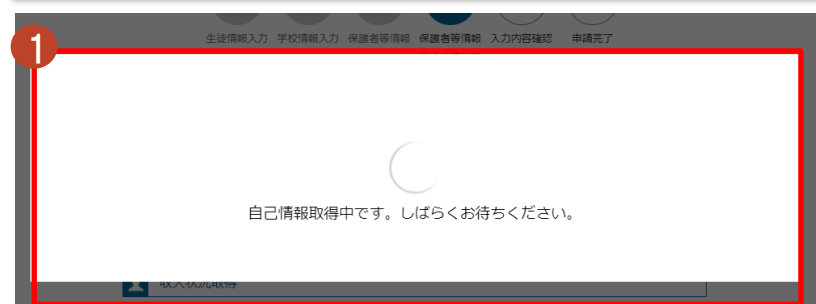 1
生徒情報入力 学校情報入力 保護者等情報 保護者等情報 入力内容確認 申請完了
自己情報取得中です。しばらくお待ちください。
収入状況取得